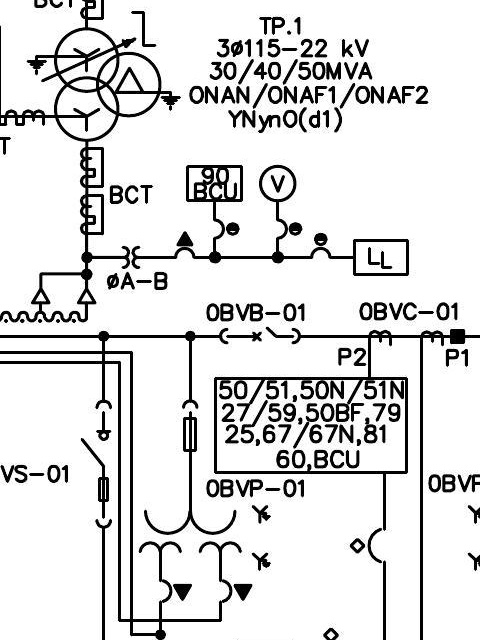 BCT
TP.1
3ø115-22 kV
30/40/50MVA
ONAN/ONAF1/ONAF2
YNyn0(d1)
T
BCT
90
BCU
V
LL
øA-B
0BVB-01
0BVC-01
P2
P1
50/51,50N/51N
27/59,50BF,79
25,67/67N,81
60,BCU
VS-01
0BVP-01
0BVP